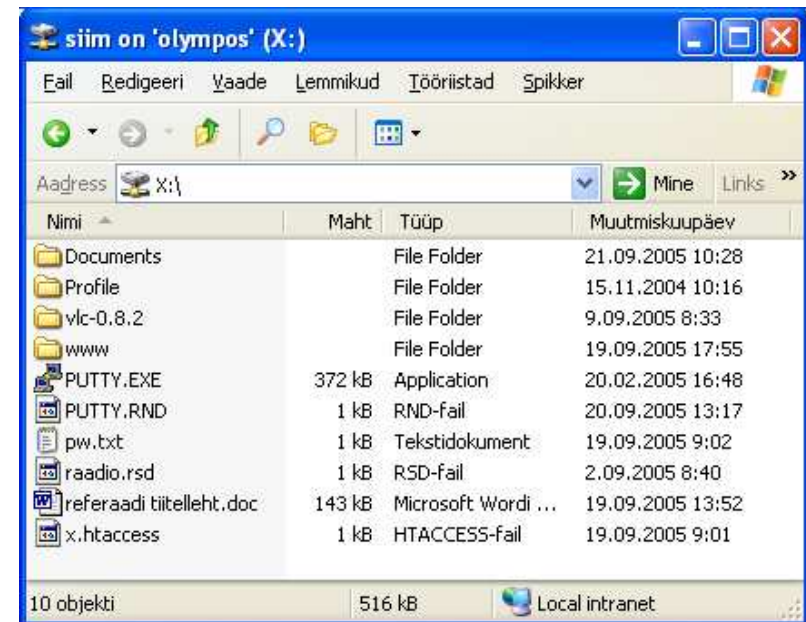 siim on 'olympos' (X:)
Fail Redigeeri Vaade Lemmikud Tööriistad Spikker
Aadress X:\ Mine Links »
Nimi Maht Tüüp Muutmiskuupäev
Documents File Folder 21.09.2005 10:28
Profile File Folder 15.11.2004 10:16
vlc-0.8.2 File Folder 9.09.2005 8:33
www File Folder 19.09.2005 17:55
PUTTY.EXE 372 kB Application 20.02.2005 16:48
PUTTY.RND 1 kB RND-fail 20.09.2005 13:17
pw.txt 1 kB Tekstidokument 19.09.2005 9:02
raadio.rsd 1 kB RSD-fail 2.09.2005 8:40
referaadi tiitelleht.doc 143 kB Microsoft Wordi ... 19.09.2005 13:52
x.htaccess 1 kB HTACCESS-fail 19.09.2005 9:01
10 objekti 516 kB Local intranet